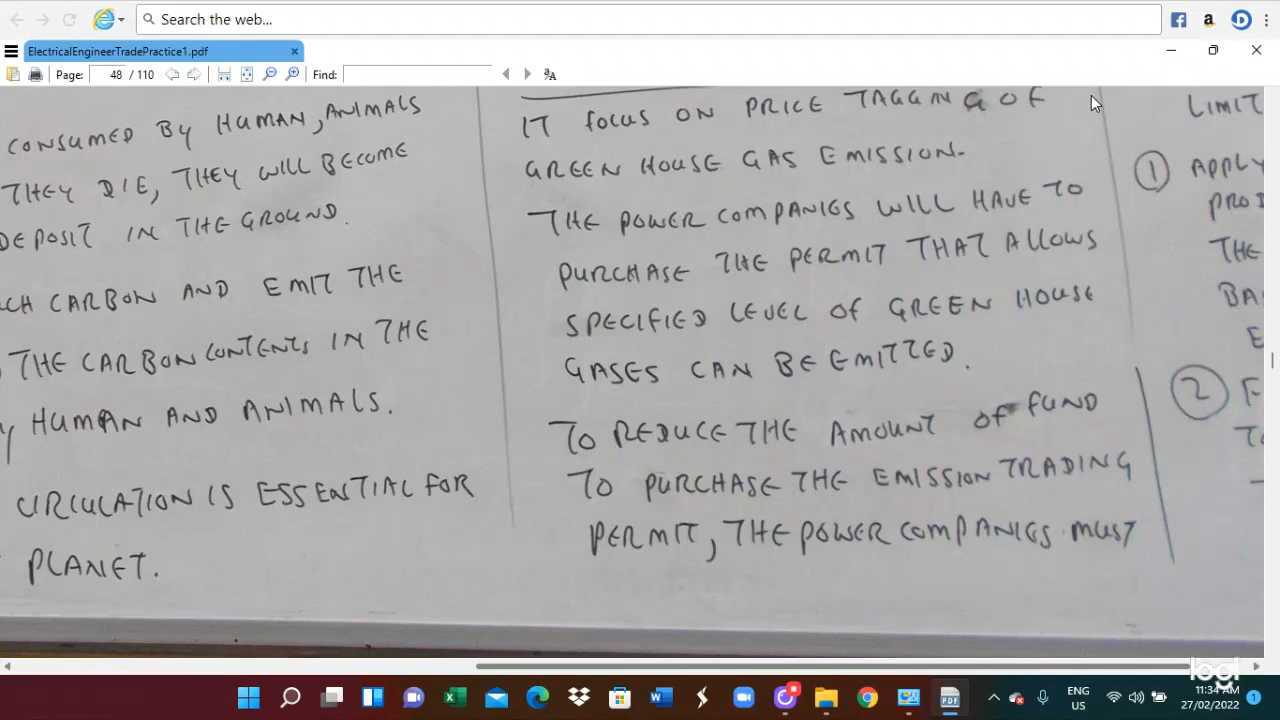 Search the web...
ElectricalEngineerTradePractice1.pdf
Page: 48 / 110 Find:
CONSUMED BY HUMAN, ANIMALS
THEY DIE, THEY WILL BECOME
DEPOSIT IN THE GROUND.
CARBON AND EMIT THE
THE CARBON CONTENTS IN THE
HUMAN AND ANIMALS.
CIRCULATION IS ESSENTIAL FOR
PLANET.
IT FOCUS ON PRICE TAGGING OF
GREEN HOUSE GAS EMISSION.
THE POWER COMPANIES WILL HAVE TO
PURCHASE THE PERMIT THAT ALLOWS
SPECIFIED LEVEL OF GREEN HOUSE
GASES CAN BE EMITTED.
TO REDUCE THE AMOUNT OF FUND
TO PURCHASE THE EMISSION TRADING
PERMIT, THE POWER COMPANIES MUST
LIMIT
1 APPLY
THE
2
logi
ENG
US
11:34 AM
27/02/2022